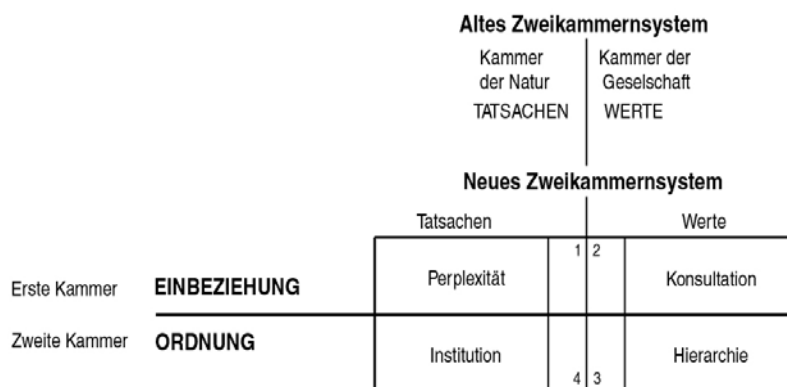 Altes Zweikammernsystem
Kammer der Natur
Kammer der Geselschaft
TATSACHEN
WERTE
Neues Zweikammernsystem
Tatsachen
Werte
1
2
Perplexität
Konsultation
Erste Kammer
EINBEZIEHUNG
Zweite Kammer
ORDNUNG
Institution
Hierarchie
4
3